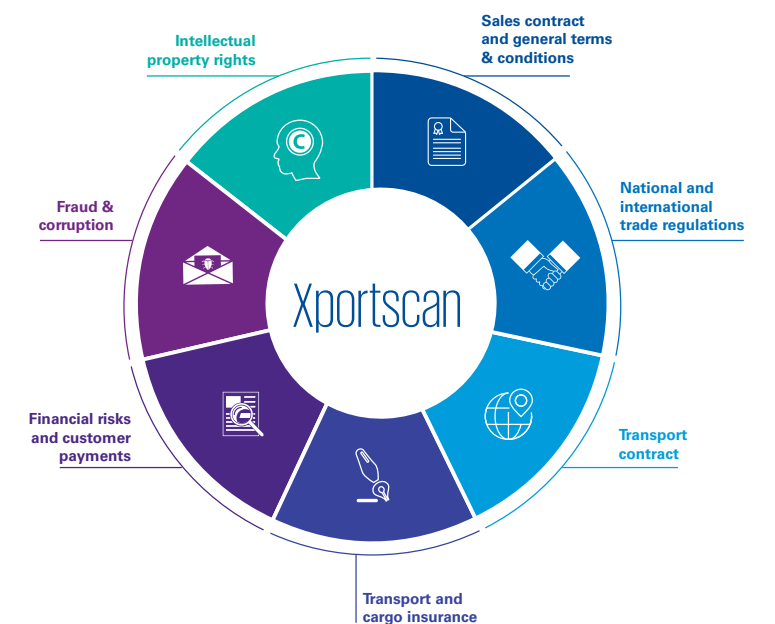 Sales contract
and general terms
& conditions
National and
international
trade regulations
Transport
contract
Transport and
cargo insurance
Financial risks
and customer
payments
Fraud &
corruption
Intellectual
property rights
C
Xportscan